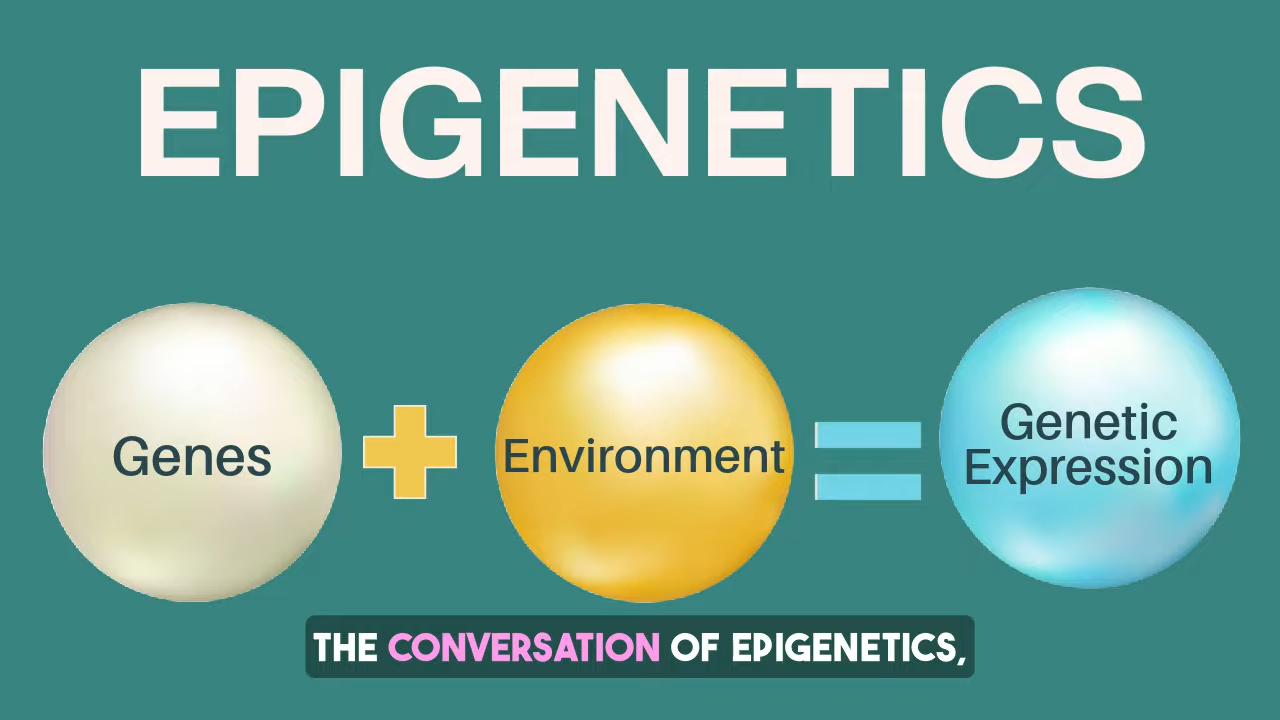 EPIGENETICS
Genes
Environment
Genetic
Expression
THE CONVERSATION OF EPIGENETICS,